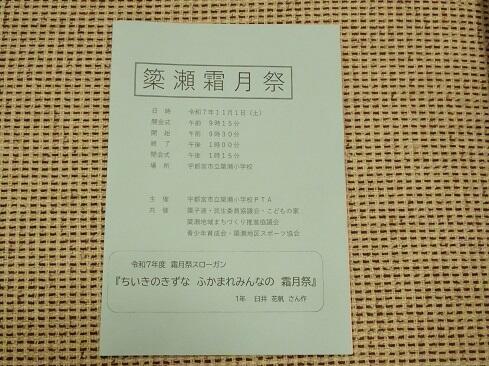 簗瀬霜月祭
日 時 令和7年11月1日(土)
開会式 午前 9時15分
開 始 午前 9時30分
終 了 午後 1時00分
閉会式 午後 1時15分
場 所 宇都宮市立簗瀬小学校
主 催 宇都宮市立簗瀬小学校PTA
共 催 簗子連・民生委員協議会・こどもの家
簗瀬地域まちづくり推進協議会
青少年育成会・簗瀬地区スポーツ協会
令和7年度 霜月祭スローガン
『ちいきのきずな ふかまれみんなの 霜月祭』
1年 臼井 花帆 さん作